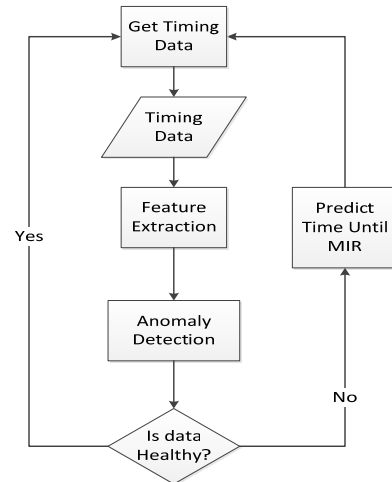 Get Timing
Data
Timing
Data
Feature
Extraction
Predict
Time Until
MIR
Yes
Anomaly
Detection
No
Is data
Healthy?